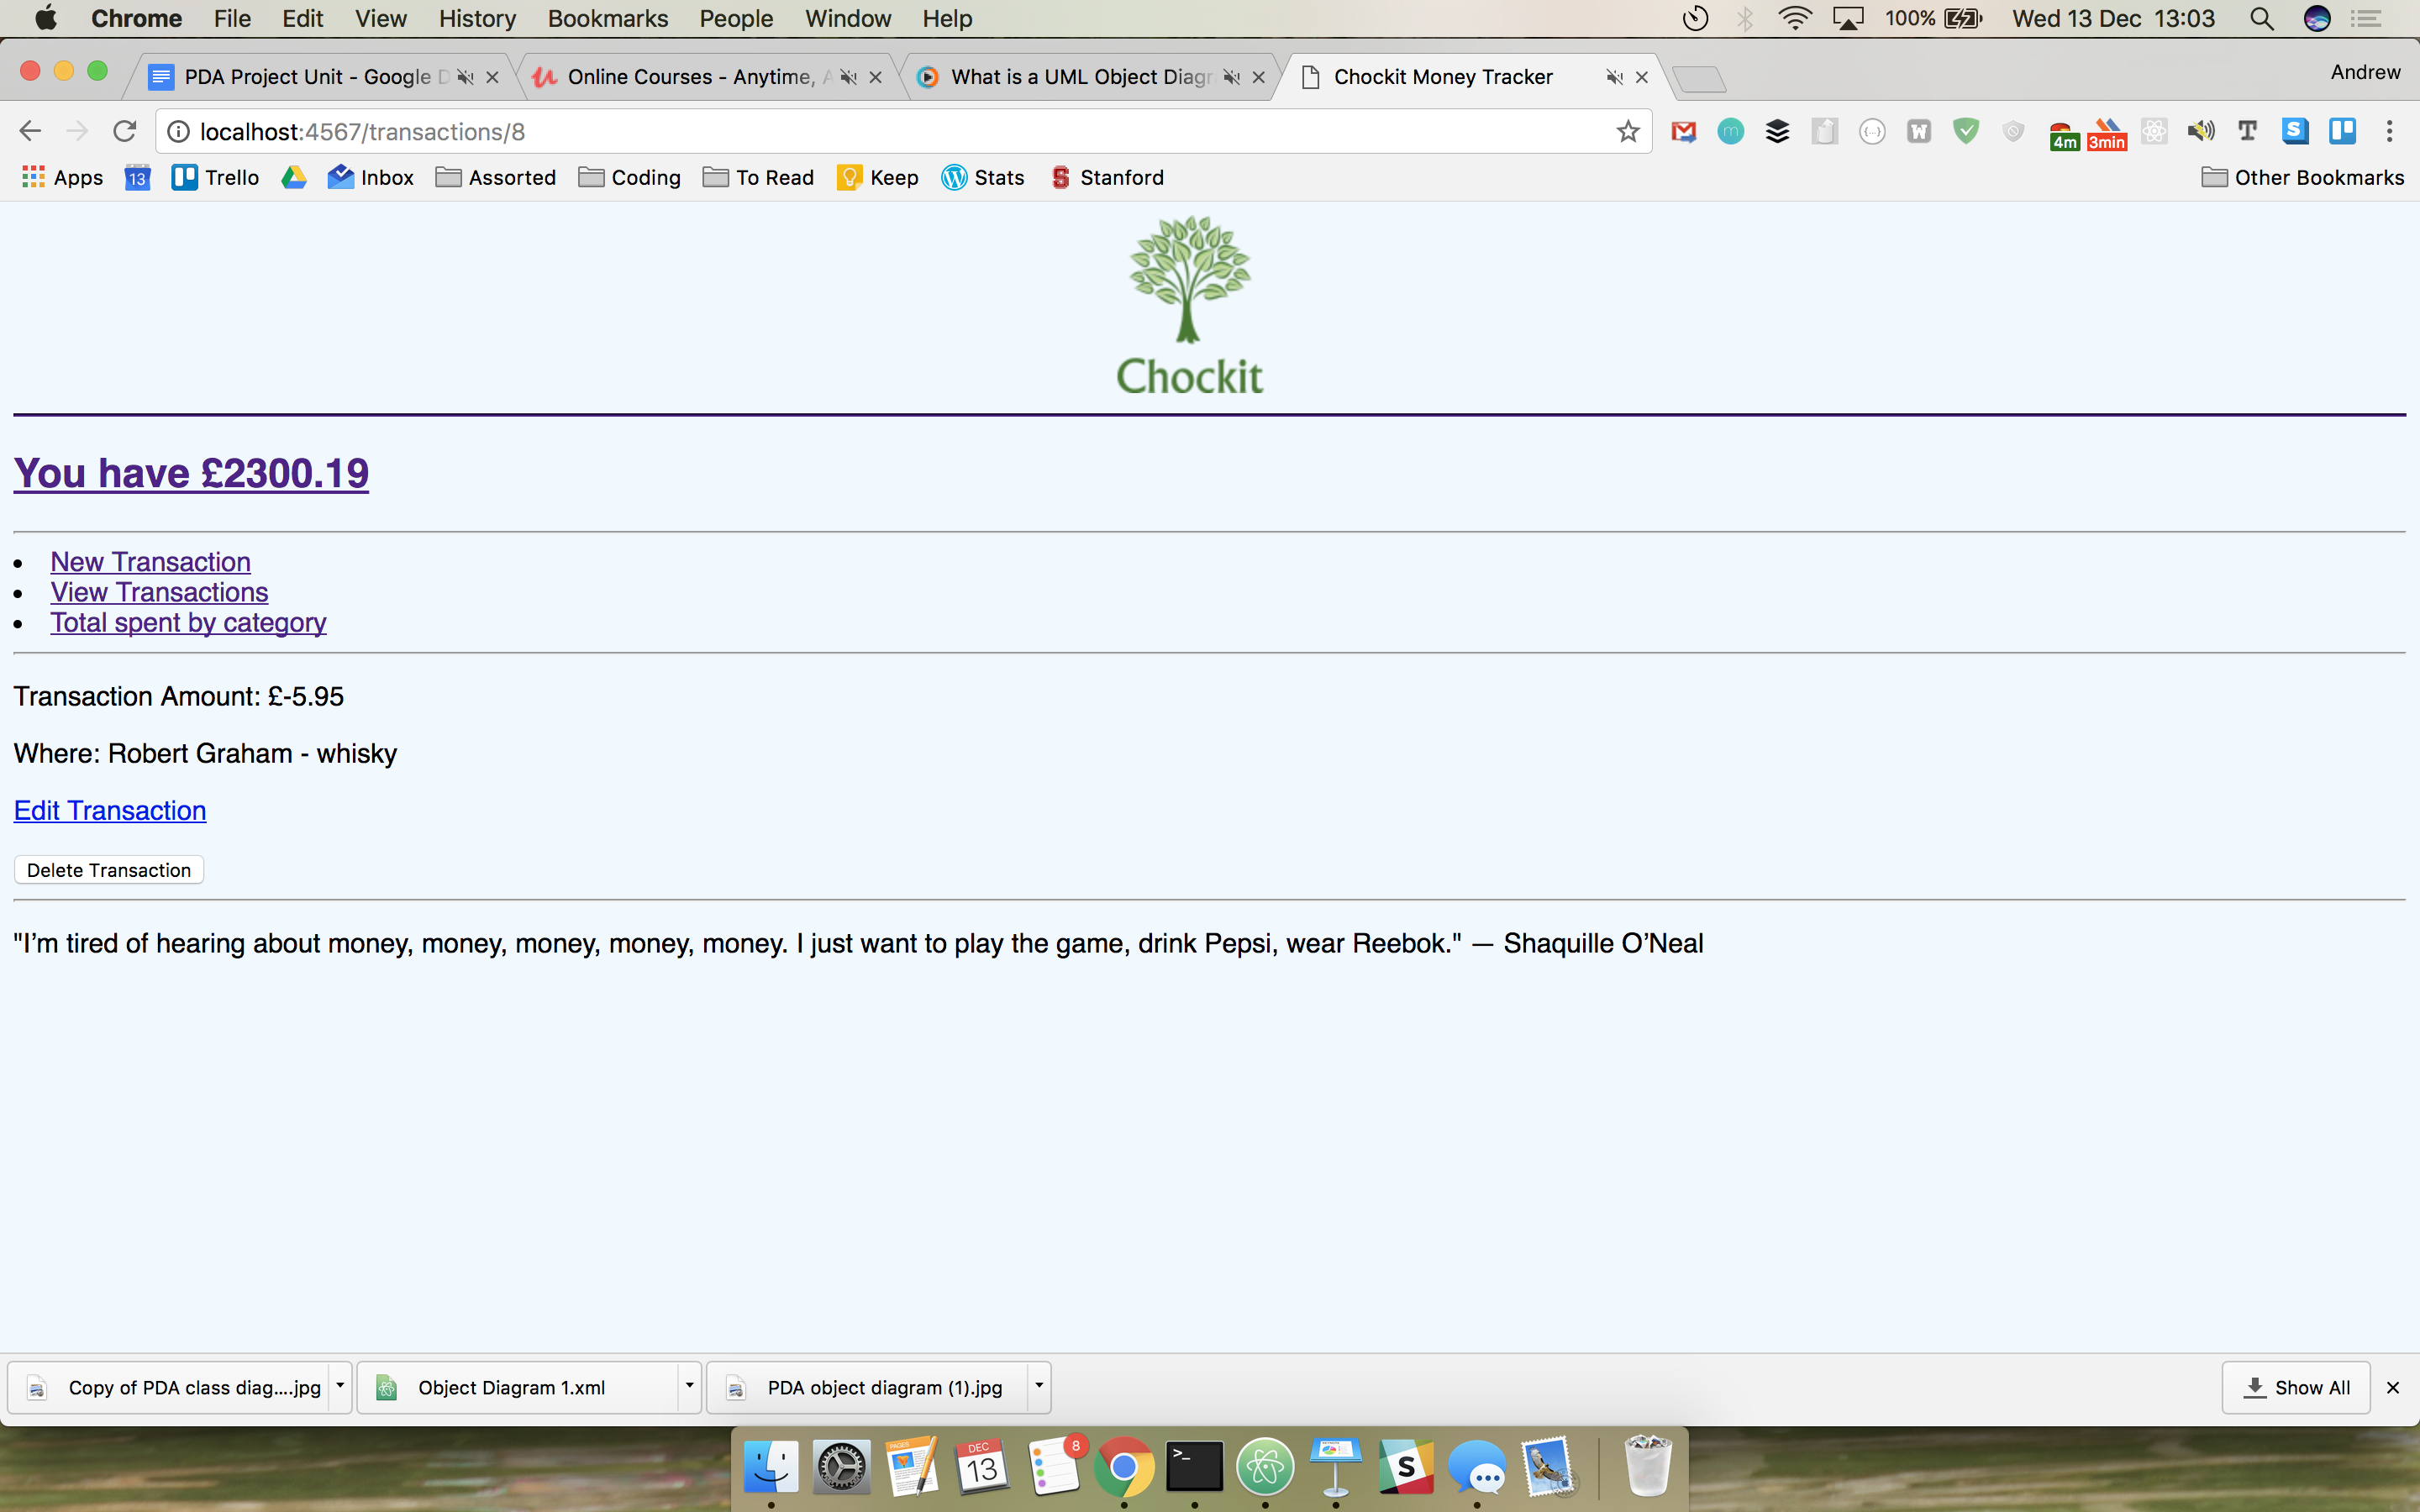 Chrome File Edit View History Bookmarks People Window Help 100% Wed 13 Dec 13:03
PDA Project Unit - Google D Online Courses - Anytime, A What is a UML Object Diagr Chockit Money Tracker Andrew
localhost:4567/transactions/8 m {...} W 4m 3min T S
Apps 13 Trello Inbox Assorted Coding To Read Keep Stats Stanford Other Bookmarks
Chockit
You have £2300.19
New Transaction
View Transactions
Total spent by category
Transaction Amount: £-5.95
Where: Robert Graham - whisky
Edit Transaction
Delete Transaction
"I’m tired of hearing about money, money, money, money, money. I just want to play the game, drink Pepsi, wear Reebok." — Shaquille O’Neal
Copy of PDA class diag....jpg Object Diagram 1.xml PDA object diagram (1).jpg Show All
PAGES DEC 13 8 >_ S